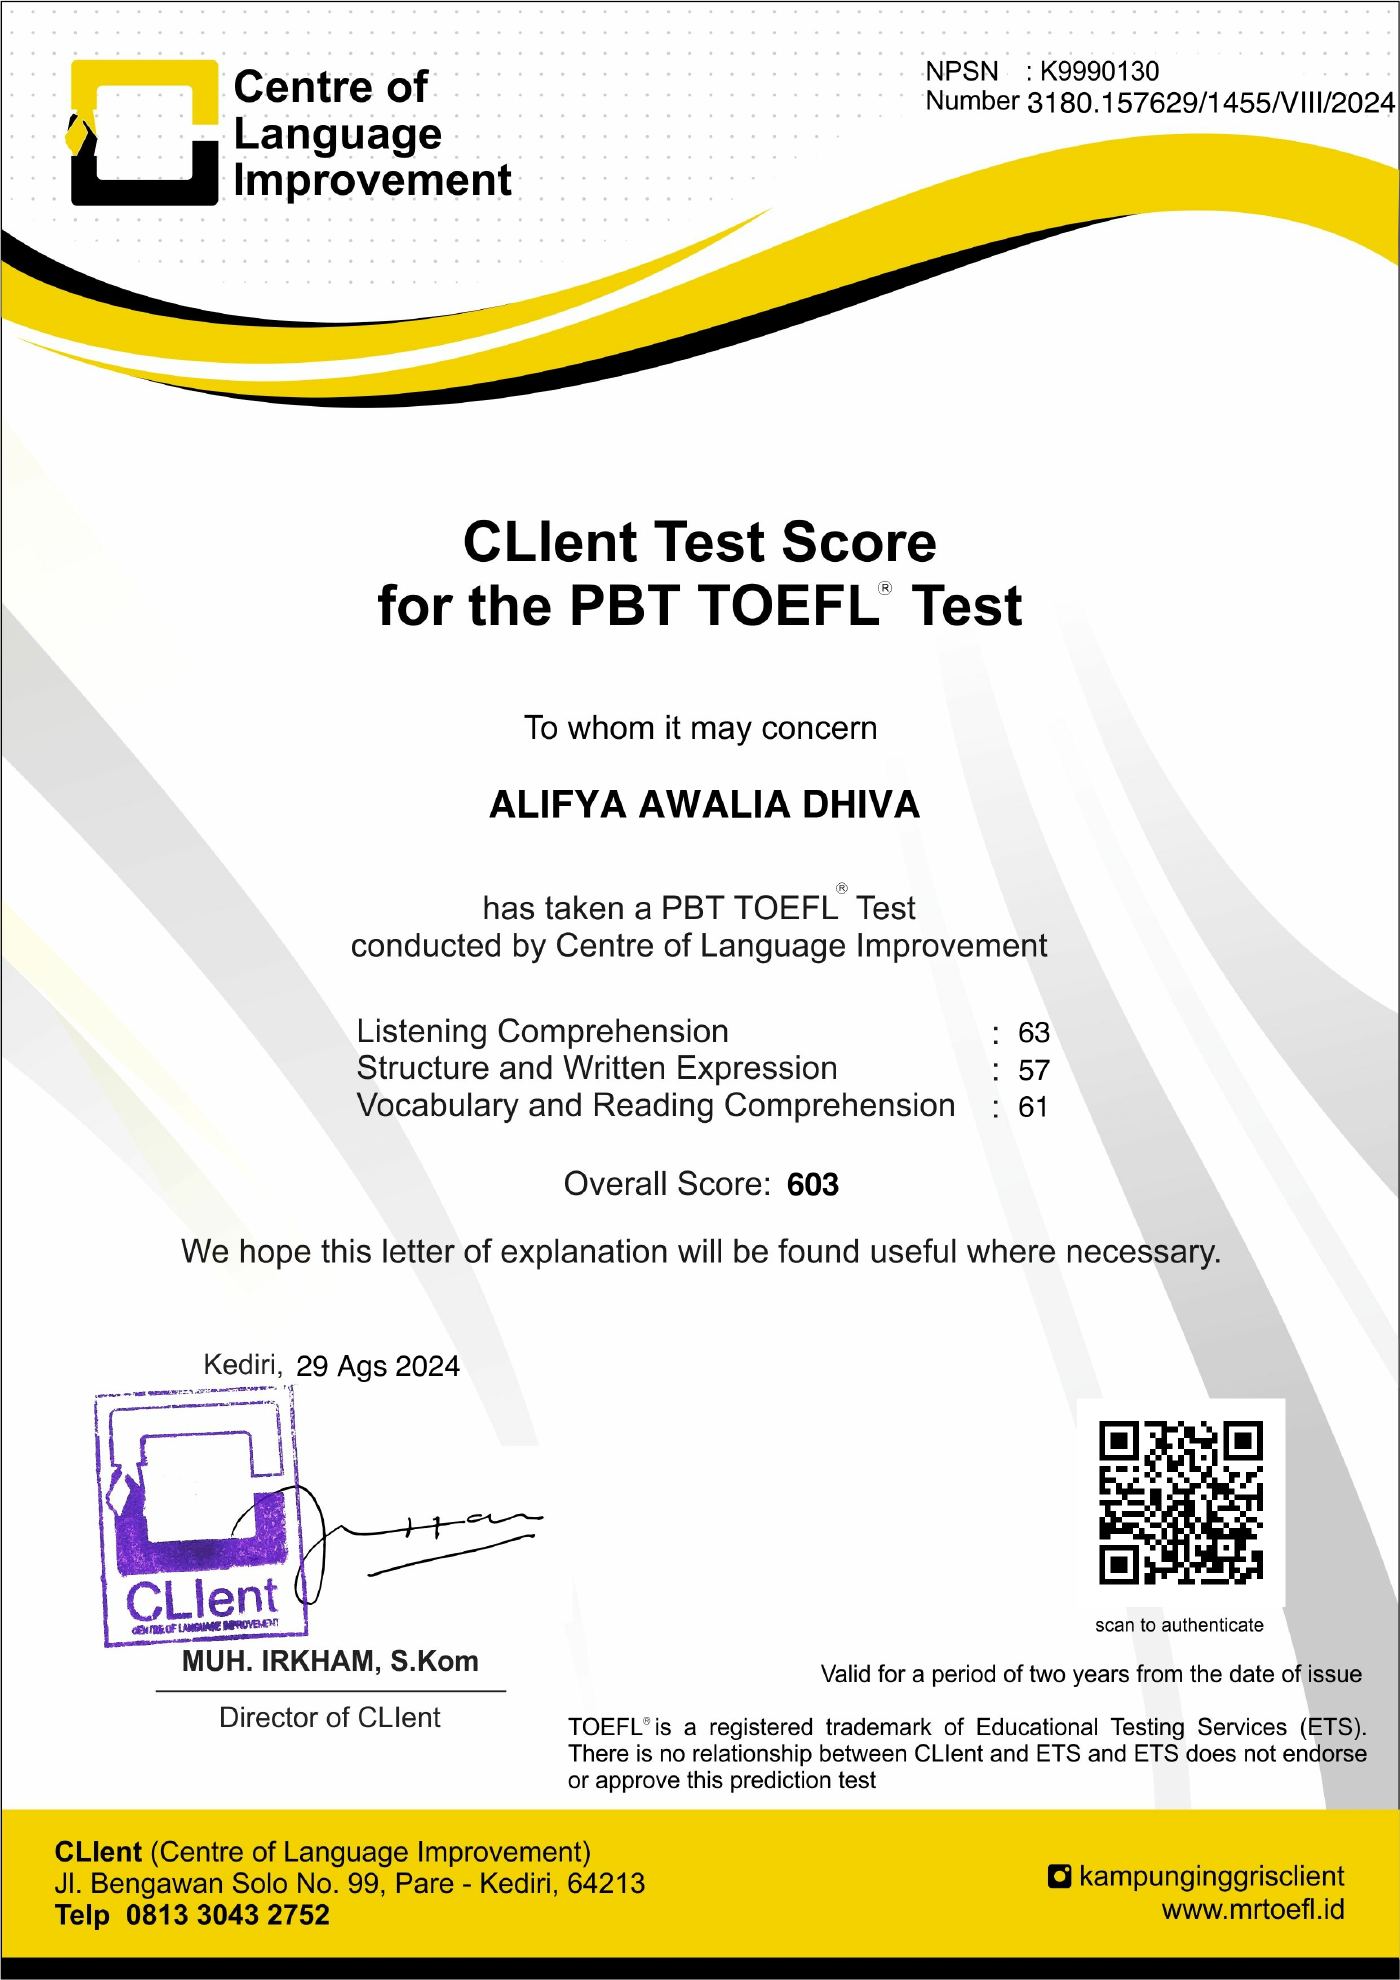 Centre of
Language
Improvement
NPSN : K9990130
Number 3180.157629/1455/VIII/2024
CLIent Test Score
for the PBT TOEFL® Test
To whom it may concern
ALIFYA AWALIA DHIVA
has taken a PBT TOEFL® Test
conducted by Centre of Language Improvement
Listening Comprehension : 63
Structure and Written Expression : 57
Vocabulary and Reading Comprehension : 61
Overall Score: 603
We hope this letter of explanation will be found useful where necessary.
Kediri, 29 Ags 2024
CLIent
CENTRE OF LANGUAGE IMPROVEMENT
MUH. IRKHAM, S.Kom
Director of CLIent
scan to authenticate
Valid for a period of two years from the date of issue
TOEFL® is a registered trademark of Educational Testing Services (ETS).
There is no relationship between CLIent and ETS and ETS does not endorse
or approve this prediction test
CLIent (Centre of Language Improvement)
Jl. Bengawan Solo No. 99, Pare - Kediri, 64213
Telp 0813 3043 2752
kampunginggrisclient
www.mrtoefl.id